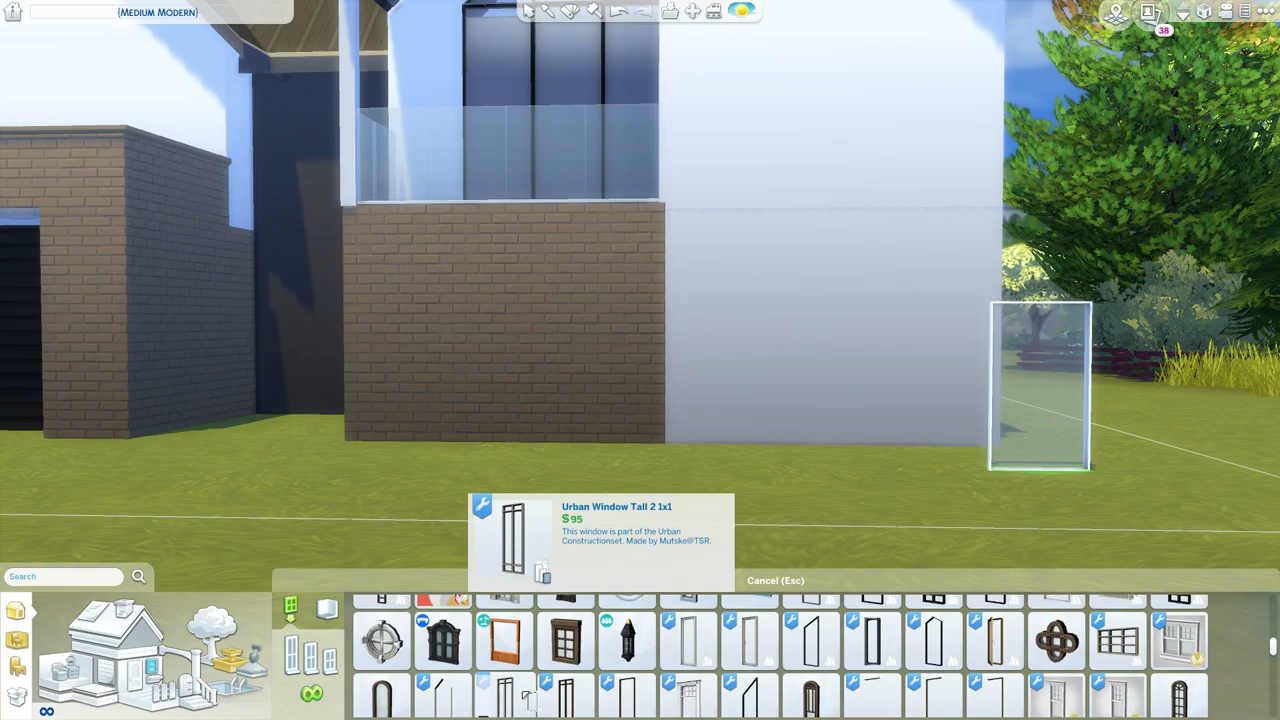 {MEDIUM MODERN}
38
Urban Window Tall 2 1x1
§95
This window is part of the Urban
Constructionset. Made by Mutske@TSR.
Search
Cancel (Esc)